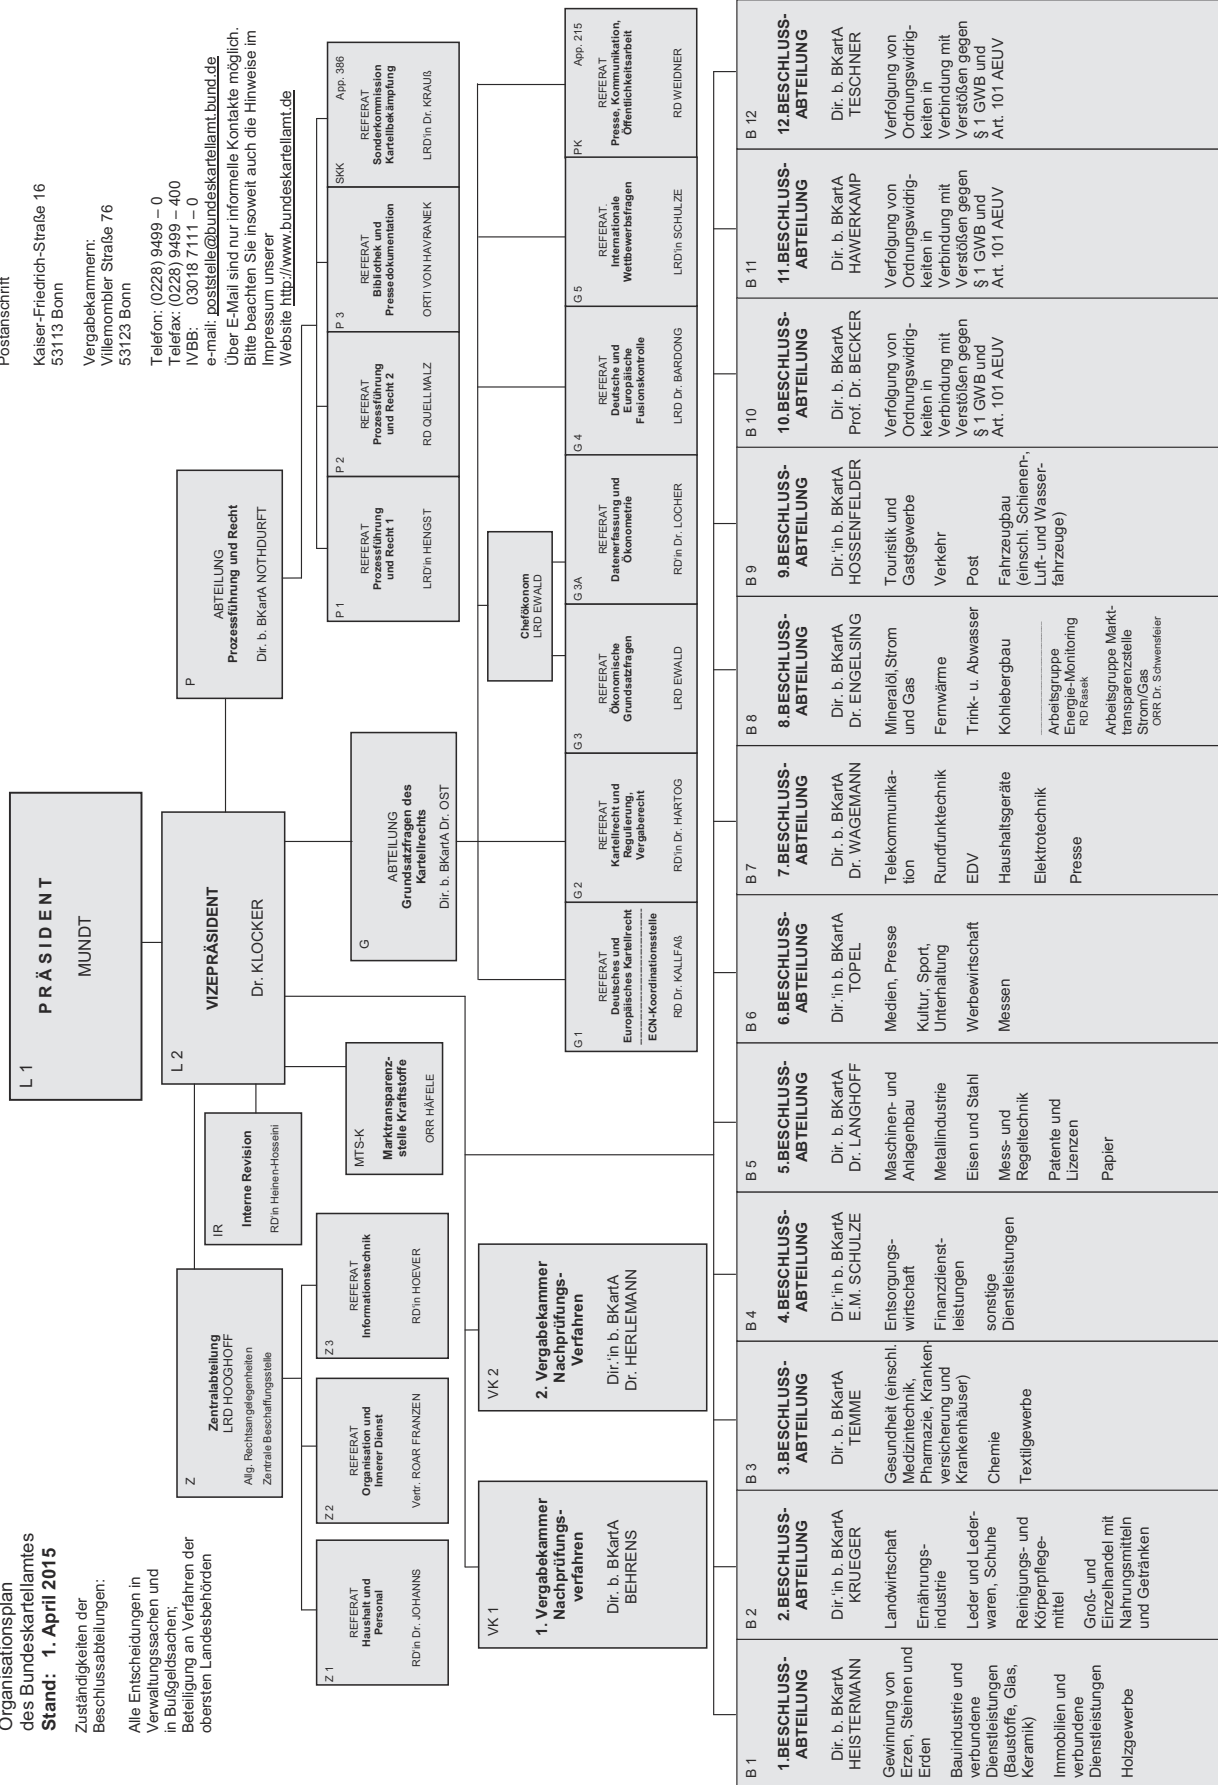 Organisationsplan
des Bundeskartellamtes
Stand: 1. April 2015
Zuständigkeiten der
Beschlussabteilungen:
Alle Entscheidungen in
Verwaltungssachen und
in Bußgeldsachen;
Beteiligung an Verfahren der
obersten Landesbehörden
L 1
PRÄSIDENT
MUNDT
L 2
VIZEPRÄSIDENT
Dr. KLOCKER
Postanschrift
Kaiser-Friedrich-Straße 16
53113 Bonn
Vergabekammern:
Villemombler Straße 76
53123 Bonn
Telefon: (0228) 9499 – 0
Telefax: (0228) 9499 – 400
IVBB: 03018 7111 – 0
e-mail: poststelle@bundeskartellamt.bund.de
Über E-Mail sind nur informelle Kontakte möglich.
Bitte beachten Sie insoweit auch die Hinweise im
Impressum unserer
Website http://www.bundeskartellamt.de
Z
Zentralabteilung
LRD HOOGHOFF
Allg. Rechtsangelegenheiten
Zentrale Beschaffungsstelle
IR
Interne Revision
RD'in Heinen-Hosseini
P
ABTEILUNG
Prozessführung und Recht
Dir. b. BKartA NOTHDURFT
Z 1
REFERAT
Haushalt und
Personal
RD'in Dr. JOHANNS
Z 2
REFERAT
Organisation und
Innerer Dienst
Vertr. ROAR FRANZEN
Z 3
REFERAT
Informationstechnik
RD'in HOEVER
MTS-K
Marktransparenz-
stelle Kraftstoffe
ORR HÄFELE
G
ABTEILUNG
Grundsatzfragen des
Kartellrechts
Dir. b. BKartA Dr. OST
P 1
REFERAT
Prozessführung
und Recht 1
LRD'in HENGST
P 2
REFERAT
Prozessführung
und Recht 2
RD QUELLMALZ
P 3
REFERAT
Bibliothek und
Pressedokumentation
ORTI VON HAVRANEK
SKK App. 386
REFERAT
Sonderkommission
Kartellbekämpfung
LRD'in Dr. KRAUß
VK 1
1. Vergabekammer
Nachprüfungs-
verfahren
Dir. b. BKartA
BEHRENS
VK 2
2. Vergabekammer
Nachprüfungs-
Verfahren
Dir.'in b. BKartA
Dr. HERLEMANN
Chefökonom
LRD EWALD
G 1
REFERAT
Deutsches und
Europäisches Kartellrecht
ECN-Koordinationsstelle
RD Dr. KALLFAß
G 2
REFERAT
Kartellrecht und
Regulierung,
Vergaberecht
RD'in Dr. HARTOG
G 3
REFERAT
Ökonomische
Grundsatzfragen
LRD EWALD
G 3A
REFERAT
Datenerfassung und
Ökonometrie
RD'in Dr. LOCHER
G 4
REFERAT
Deutsche und
Europäische
Fusionskontrolle
LRD Dr. BARDONG
G 5
REFERAT.
Internationale
Wettbewerbsfragen
LRD'in SCHULZE
PK App. 215
REFERAT
Presse, Kommunikation,
Öffentlichkeitsarbeit
RD WEIDNER
B 1
1.BESCHLUSS-
ABTEILUNG
Dir. b. BKartA
HEISTERMANN
Gewinnung von
Erzen, Steinen und
Erden
Bauindustrie und
verbundene
Dienstleistungen
(Baustoffe, Glas,
Keramik)
Immobilien und
verbundene
Dienstleistungen
Holzgewerbe
B 2
2.BESCHLUSS-
ABTEILUNG
Dir.'in b. BKartA
KRUEGER
Landwirtschaft
Ernährungs-
industrie
Leder und Leder-
waren, Schuhe
Reinigungs- und
Körperpflege-
mittel
Groß- und
Einzelhandel mit
Nahrungsmitteln
und Getränken
B 3
3.BESCHLUSS-
ABTEILUNG
Dir. b. BKartA
TEMME
Gesundheit (einschl.
Medizintechnik,
Pharmazie, Kranken-
versicherung und
Krankenhäuser)
Chemie
Textilgewerbe
B 4
4.BESCHLUSS-
ABTEILUNG
Dir.'in b. BKartA
E.M. SCHULZE
Entsorgungs-
wirtschaft
Finanzdienst-
leistungen
sonstige
Dienstleistungen
B 5
5.BESCHLUSS-
ABTEILUNG
Dir. b. BKartA
Dr. LANGHOFF
Maschinen- und
Anlagenbau
Metallindustrie
Eisen und Stahl
Mess- und
Regeltechnik
Patente und
Lizenzen
Papier
B 6
6.BESCHLUSS-
ABTEILUNG
Dir.'in b. BKartA
TOPEL
Medien, Presse
Kultur, Sport,
Unterhaltung
Werbewirtschaft
Messen
B 7
7.BESCHLUSS-
ABTEILUNG
Dir. b. BKartA
Dr. WAGEMANN
Telekommunika-
tion
Rundfunktechnik
EDV
Haushaltsgeräte
Elektrotechnik
Presse
B 8
8.BESCHLUSS-
ABTEILUNG
Dir. b. BKartA
Dr. ENGELSING
Mineralöl,Strom
und Gas
Fernwärme
Trink- u. Abwasser
Kohlebergbau
Arbeitsgruppe
Energie-Monitoring
RD Rasek
Arbeitsgruppe Markt-
transparenzstelle
Strom/Gas
ORR Dr. Schwensfeier
B 9
9.BESCHLUSS-
ABTEILUNG
Dir.'in b. BKartA
HOSSENFELDER
Touristik und
Gastgewerbe
Verkehr
Post
Fahrzeugbau
(einschl. Schienen-,
Luft- und Wasser-
fahrzeuge)
B 10
10.BESCHLUSS-
ABTEILUNG
Dir. b. BKartA
Prof. Dr. BECKER
Verfolgung von
Ordnungswidrig-
keiten in
Verbindung mit
Verstößen gegen
§ 1 GWB und
Art. 101 AEUV
B 11
11.BESCHLUSS-
ABTEILUNG
Dir. b. BKartA
HAWERKAMP
Verfolgung von
Ordnungswidrig-
keiten in
Verbindung mit
Verstößen gegen
§ 1 GWB und
Art. 101 AEUV
B 12
12.BESCHLUSS-
ABTEILUNG
Dir. b. BKartA
TESCHNER
Verfolgung von
Ordnungswidrig-
keiten in
Verbindung mit
Verstößen gegen
§ 1 GWB und
Art. 101 AEUV